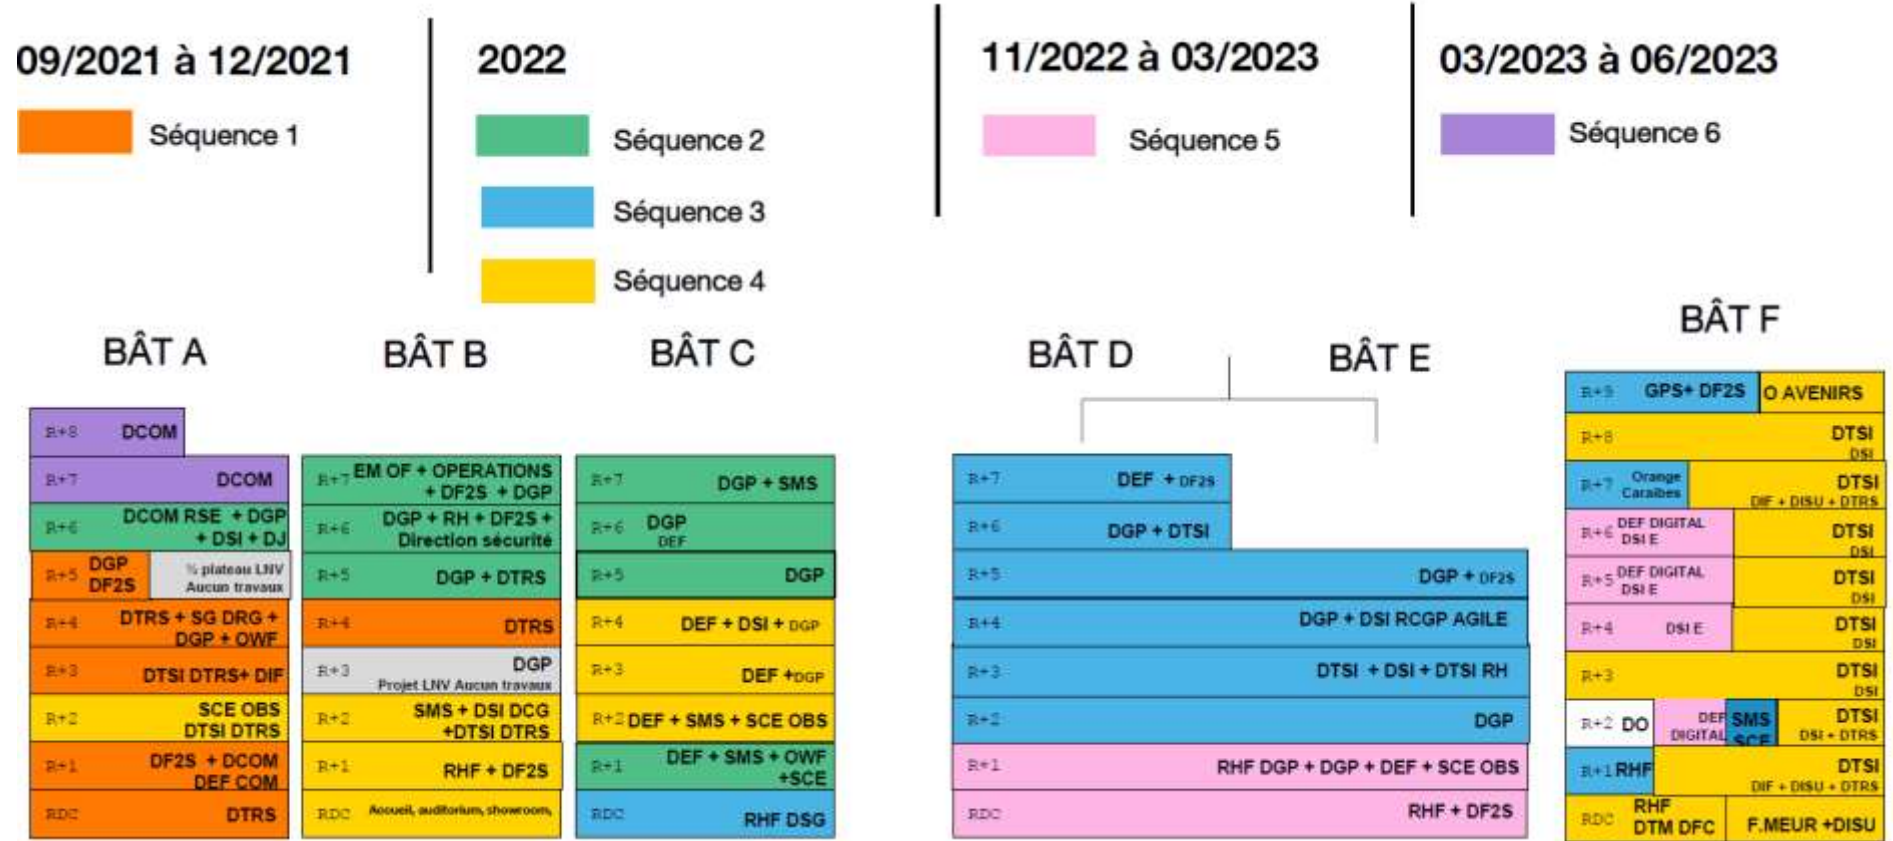 09/2021 à 12/2021
Séquence 1
2022
Séquence 2
Séquence 3
Séquence 4
11/2022 à 03/2023
Séquence 5
03/2023 à 06/2023
Séquence 6
BÂT A
R+8 DCOM
R+7 DCOM
R+6 DCOM RSE + DGP
+ DSI + DJ
R+5 DGP
DF2S
½ plateau LNV
Aucun travaux
R+4 DTRS + SG DRG +
DGP + OWF
R+3 DTSI DTRS+ DIF
R+2 SCE OBS
DTSI DTRS
R+1 DF2S + DCOM
DEF COM
RDC DTRS
BÂT B
R+7 EM OF + OPERATIONS
+ DF2S + DGP
R+6 DGP + RH + DF2S +
Direction sécurité
R+5 DGP + DTRS
R+4 DTRS
R+3 DGP
Projet LNV Aucun travaux
R+2 SMS + DSI DCG
+DTSI DTRS
R+1 RHF + DF2S
RDC Accueil, auditorium, showroom,
BÂT C
R+7 DGP + SMS
R+6 DGP
DEF
R+5 DGP
R+4 DEF + DSI + DGP
R+3 DEF +DGP
R+2 DEF + SMS + SCE OBS
R+1 DEF + SMS + OWF
+SCE
RDC RHF DSG
BÂT D
BÂT E
R+7 DEF + DF2S
R+6 DGP + DTSI
R+5 DGP + DF2S
R+4 DGP + DSI RCGP AGILE
R+3 DTSI + DSI + DTSI RH
R+2 DGP
R+1 RHF DGP + DGP + DEF + SCE OBS
RDC RHF + DF2S
BÂT F
R+9 GPS+ DF2S O AVENIRS
R+8 DTSI
DSI
R+7 Orange
Caraïbes
DTSI
DIF + DISU + DTRS
R+6 DEF DIGITAL
DSI E
DTSI
DSI
R+5 DEF DIGITAL
DSI E
DTSI
DSI
R+4 DSI E
DTSI
DSI
R+3 DTSI
DSI
R+2 DO
DEF
DIGITAL
SMS
SCE
DTSI
DSI + DTRS
R+1 RHF
DTSI
DIF + DISU + DTRS
RDC RHF
DTM DFC
F.MEUR +DISU